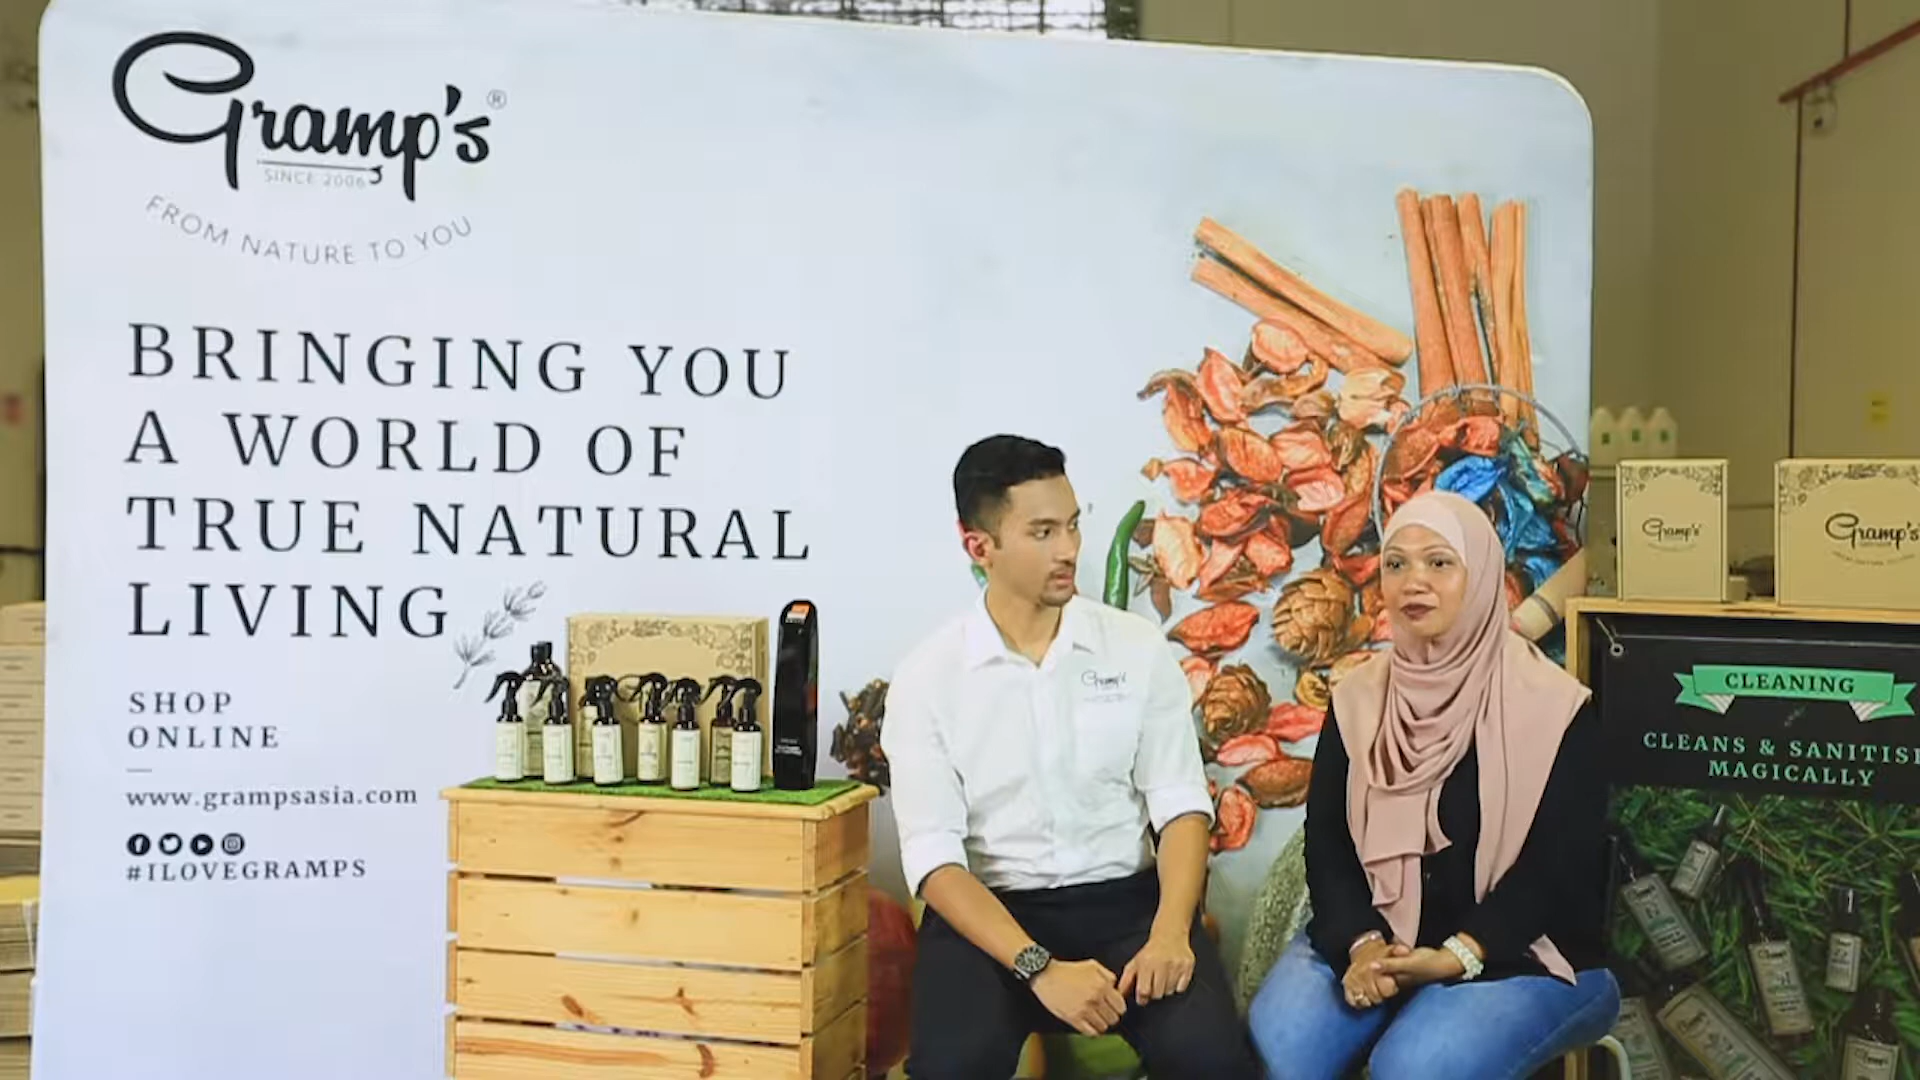 Gramp's®
SINCE 2006
FROM NATURE TO YOU
BRINGING YOU
A WORLD OF
TRUE NATURAL
LIVING
SHOP
ONLINE
www.grampsasia.com
#ILOVEGRAMPS
Gramp's
Gramp's
Gramp's
CLEANING
CLEANS & SANITISE
MAGICALLY